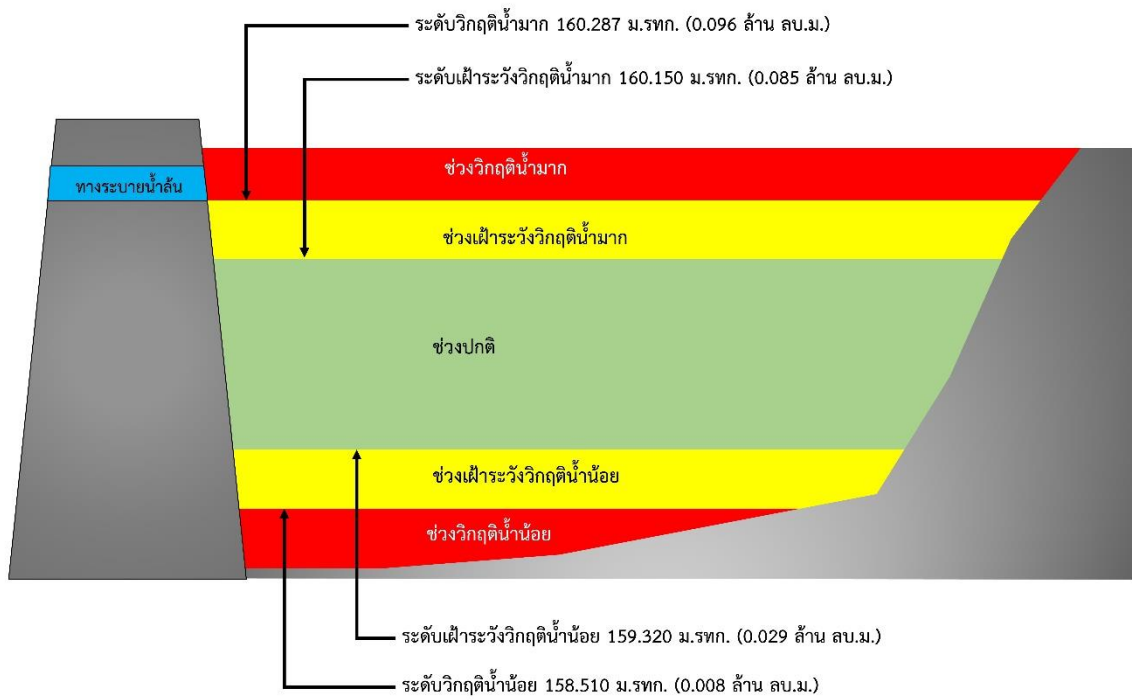 ระดับวิกฤติน้ำมาก 160.287 ม.รทก. (0.096 ล้าน ลบ.ม.)
ระดับเฝ้าระวังวิกฤติน้ำมาก 160.150 ม.รทก. (0.085 ล้าน ลบ.ม.)
ช่วงวิกฤติน้ำมาก
ทางระบายน้ำล้น
ช่วงเฝ้าระวังวิกฤติน้ำมาก
ช่วงปกติ
ช่วงเฝ้าระวังวิกฤติน้ำน้อย
ช่วงวิกฤติน้ำน้อย
ระดับเฝ้าระวังวิกฤติน้ำน้อย 159.320 ม.รทก. (0.029 ล้าน ลบ.ม.)
ระดับวิกฤติน้ำน้อย 158.510 ม.รทก. (0.008 ล้าน ลบ.ม.)